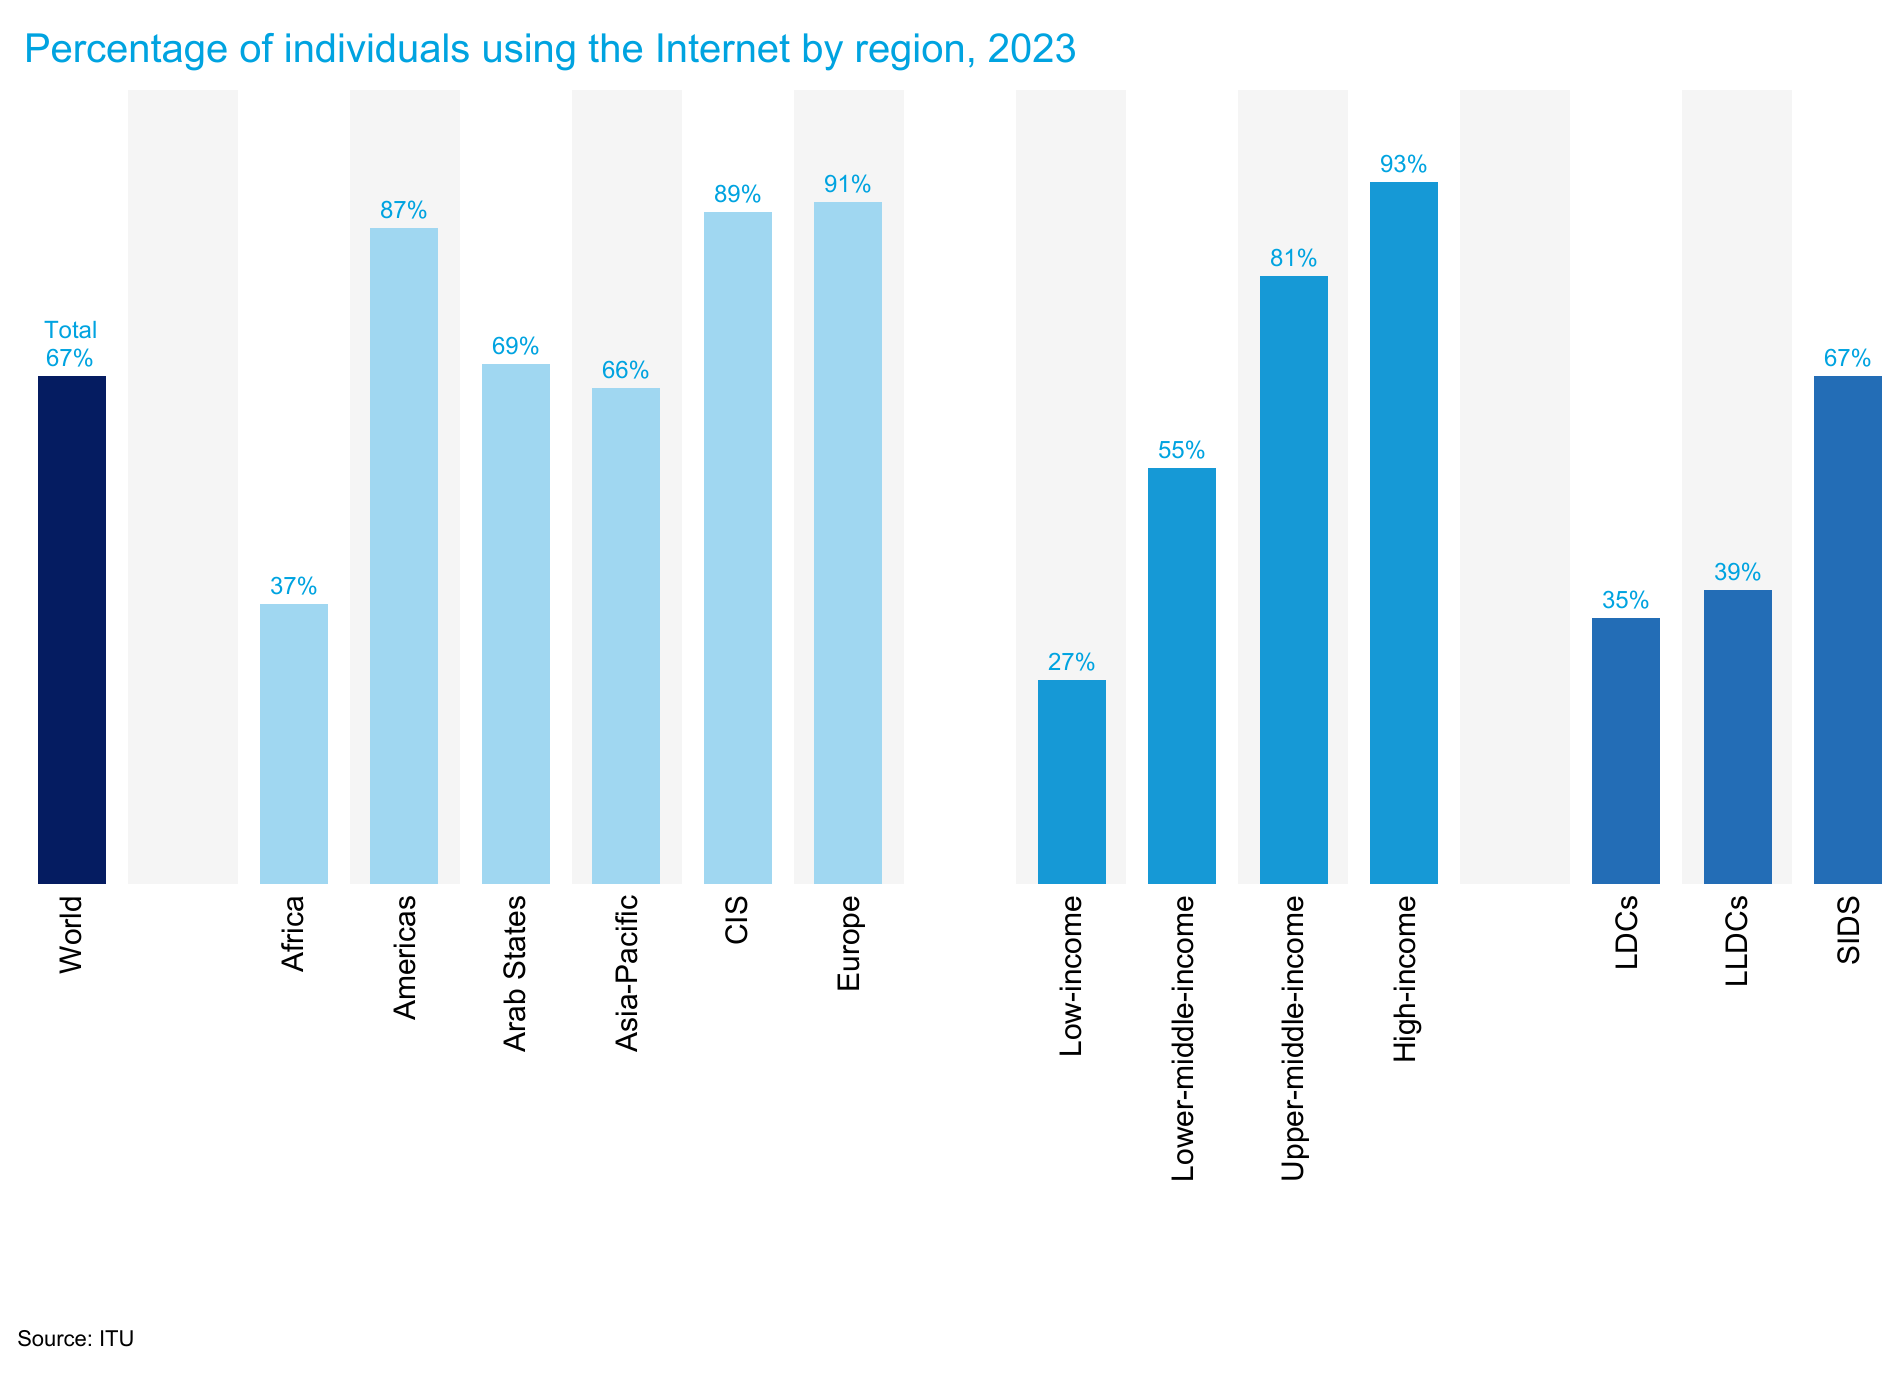 Percentage of individuals using the Internet by region, 2023
Total
67%
37%
87%
69%
66%
89%
91%
27%
55%
81%
93%
35%
39%
67%
World
Africa
Americas
Arab States
Asia-Pacific
CIS
Europe
Low-income
Lower-middle-income
Upper-middle-income
High-income
LDCs
LLDCs
SIDS
Source: ITU